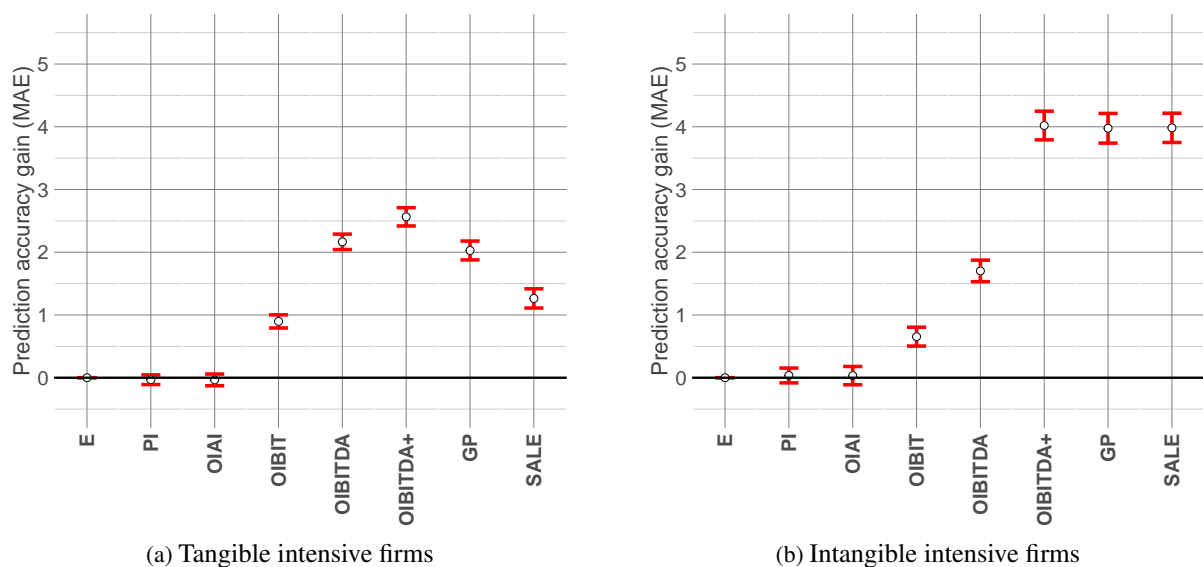 Prediction accuracy gain (MAE)
5
4
3
2
1
0
E
PI
OIAI
OIBIT
OIBITDA
OIBITDA+
GP
SALE
(a) Tangible intensive firms
Prediction accuracy gain (MAE)
5
4
3
2
1
0
E
PI
OIAI
OIBIT
OIBITDA
OIBITDA+
GP
SALE
(b) Intangible intensive firms